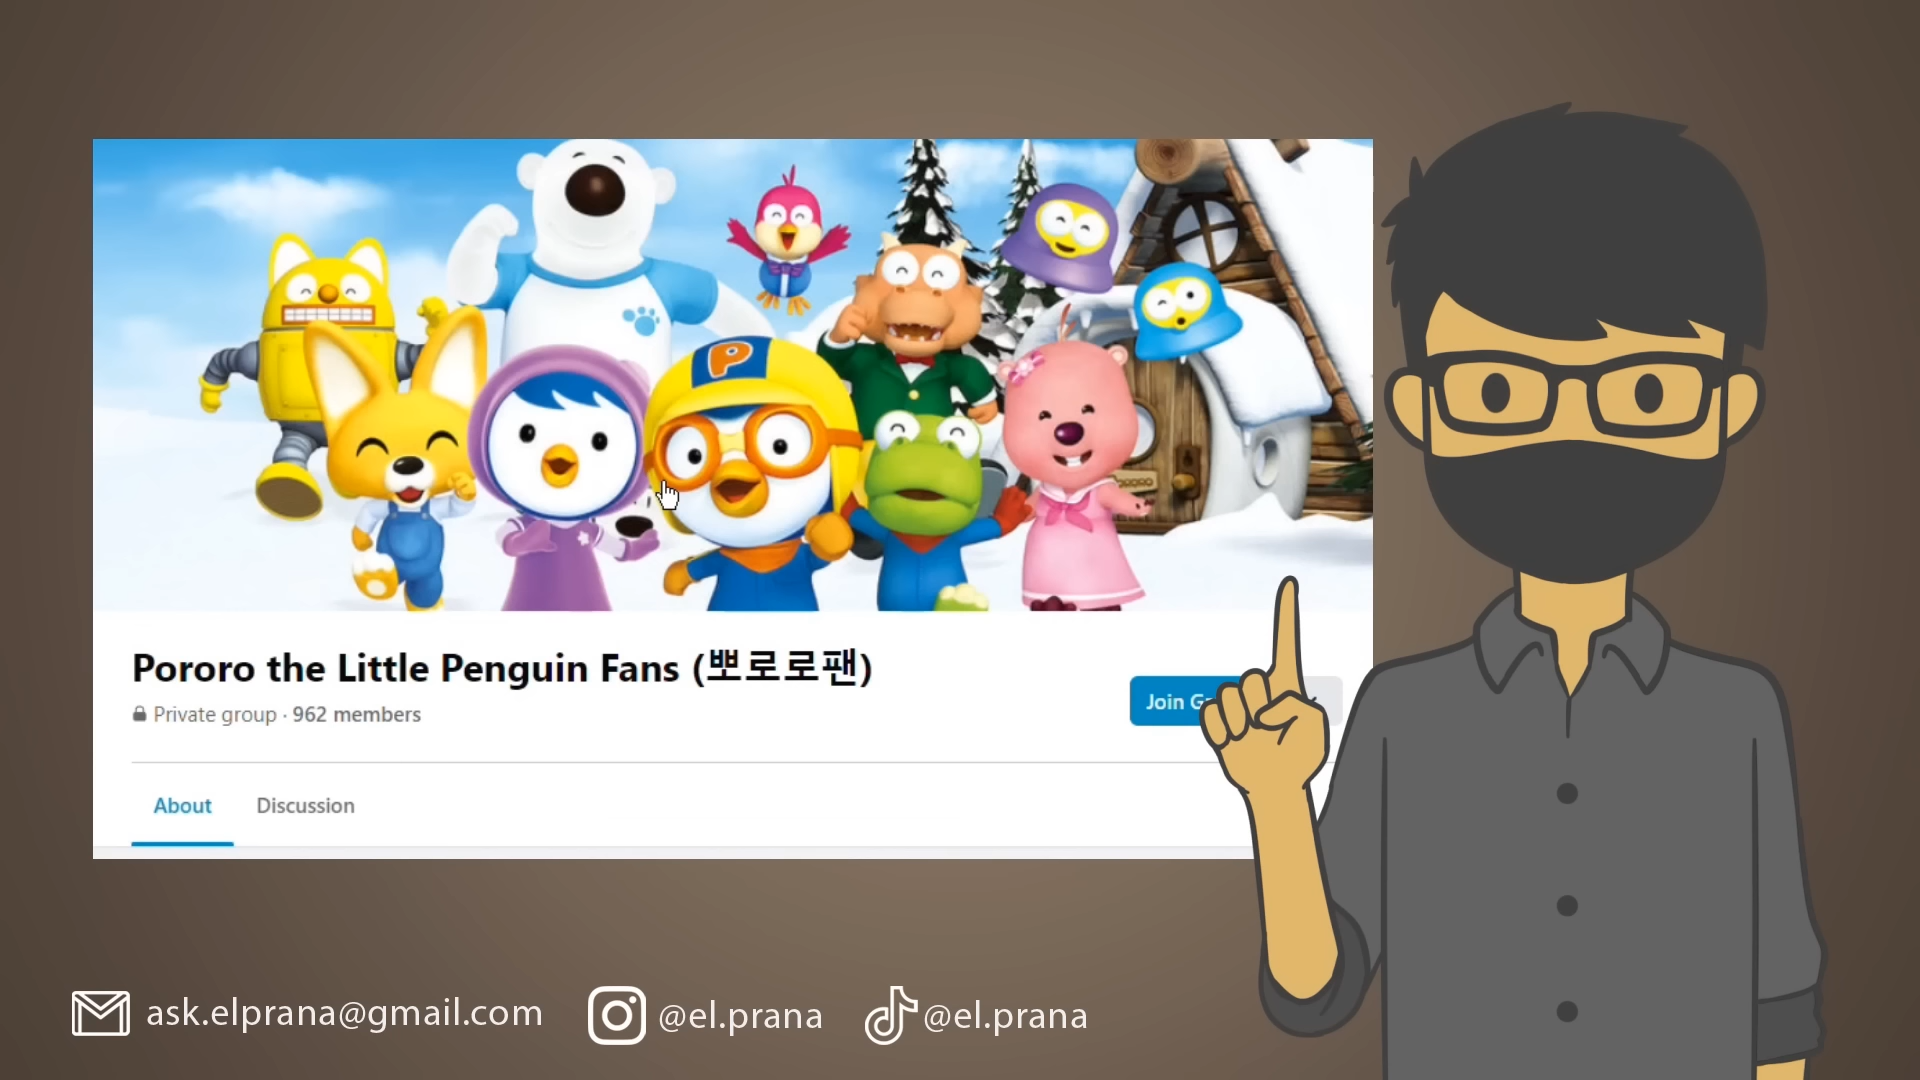 P
Pororo the Little Penguin Fans (뽀로로팬)
Private group · 962 members
Join
About
Discussion
ask.elprana@gmail.com
@el.prana
@el.prana